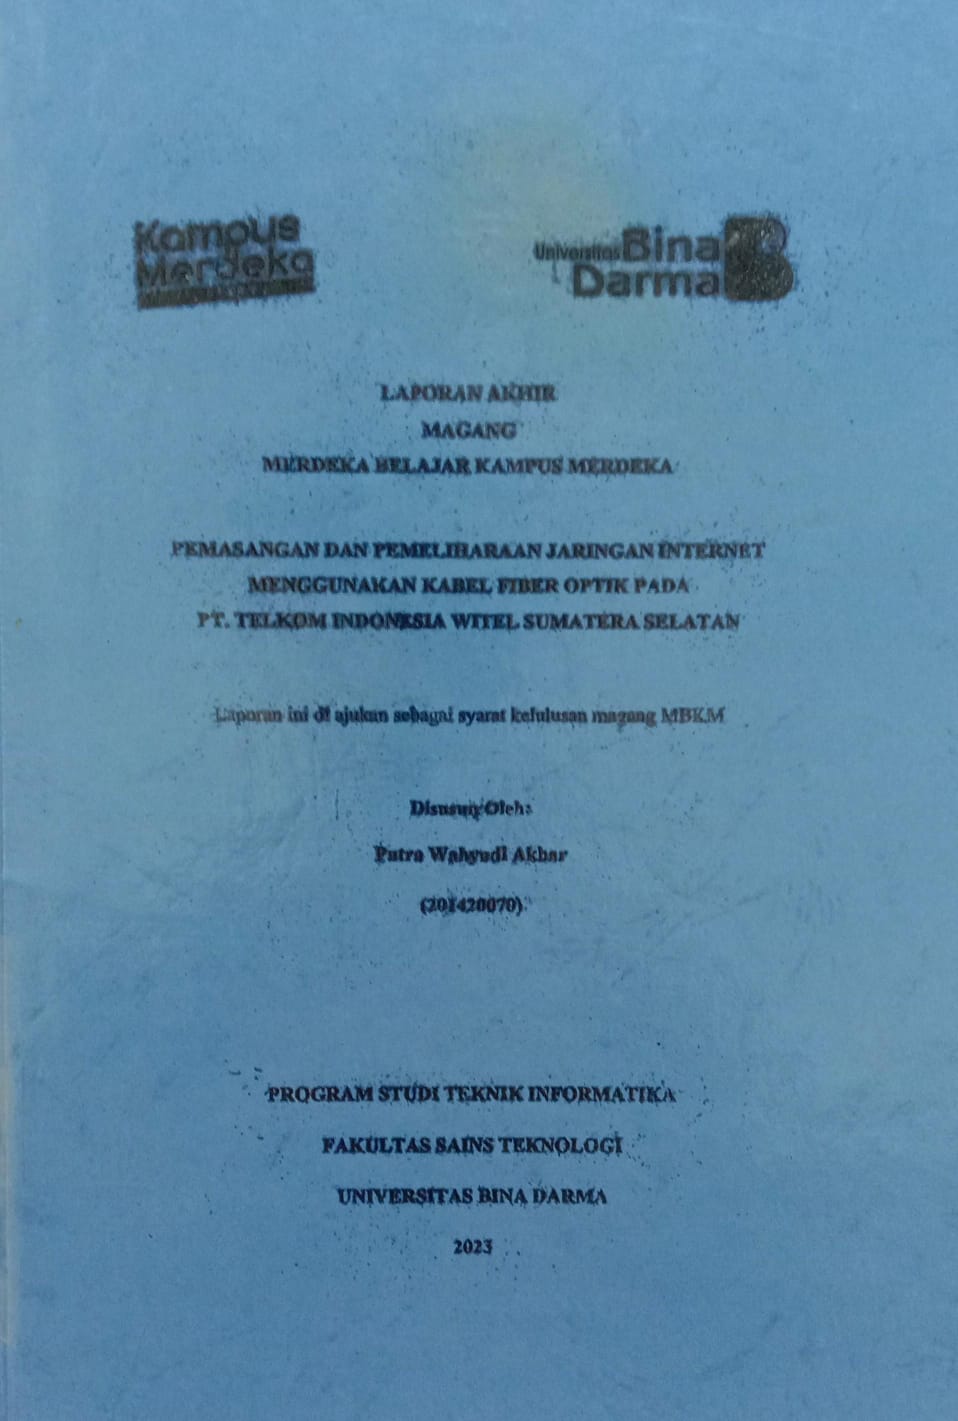 Kampus
Merdeka
Universitas Bina
Darma
LAPORAN AKHIR
MAGANG
MERDEKA BELAJAR KAMPUS MERDEKA
PEMASANGAN DAN PEMELIHARAAN JARINGAN INTERNET
MENGGUNAKAN KABEL FIBER OPTIK PADA
PT. TELKOM INDONESIA WITEL SUMATERA SELATAN
Laporan ini di ajukan sebagai syarat kelulusan magang MBKM
Disusun Oleh:
Putra Wahyudi Akbar
(201420070)
PROGRAM STUDI TEKNIK INFORMATIKA
FAKULTAS SAINS TEKNOLOGI
UNIVERSITAS BINA DARMA
2023